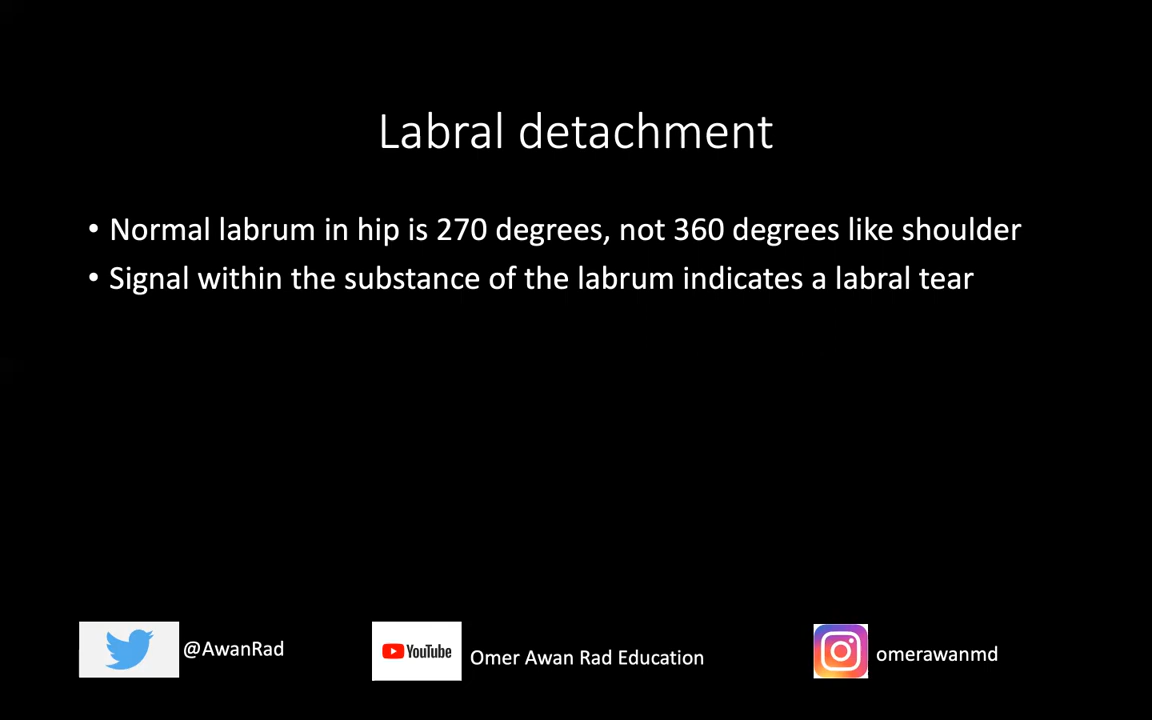 Labral detachment
• Normal labrum in hip is 270 degrees, not 360 degrees like shoulder
• Signal within the substance of the labrum indicates a labral tear
@AwanRad
YouTube
Omer Awan Rad Education
omerawanmd